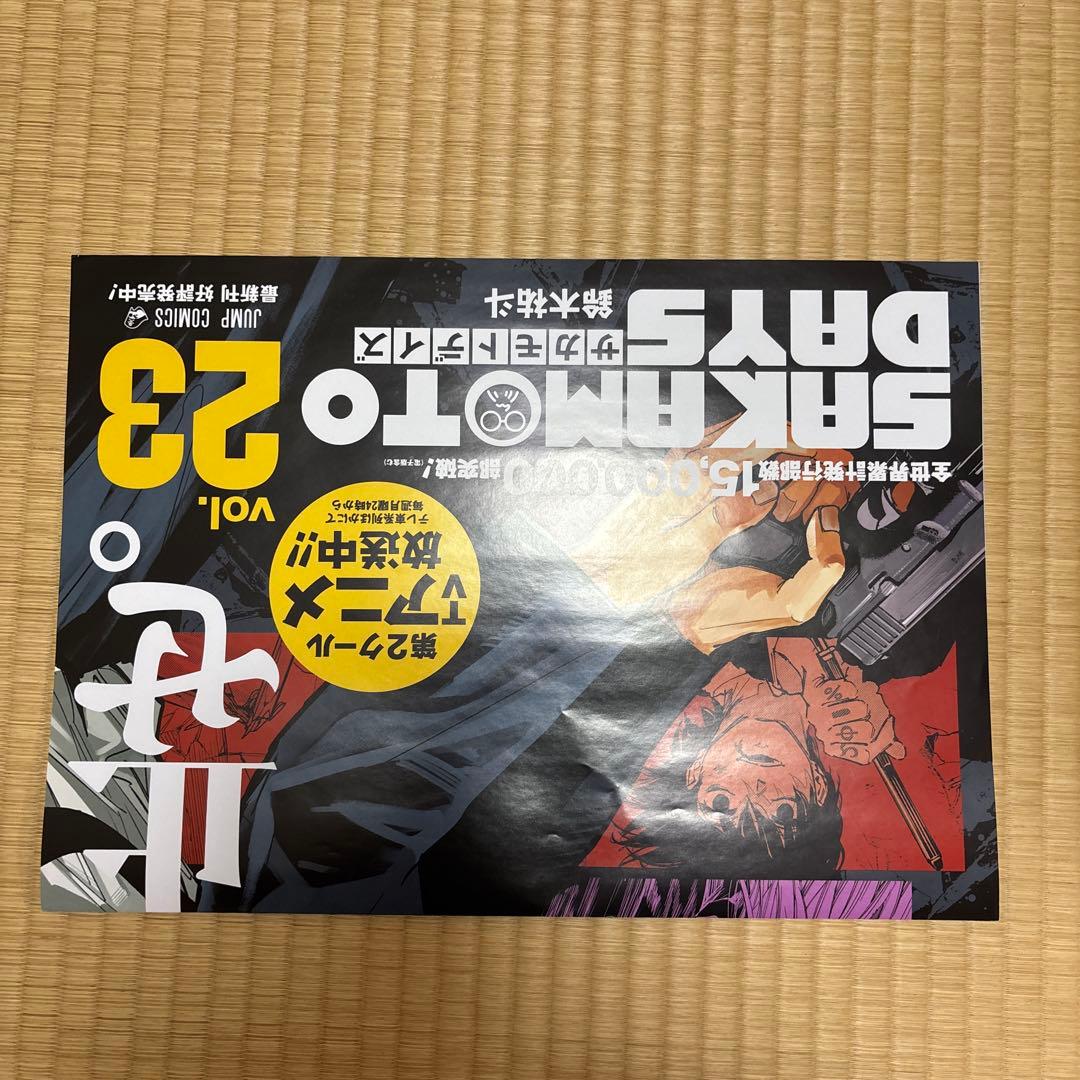 せ。
第2クール
TVアニメ
放送中!!
テレ東系列ほかにて
毎週月曜24時から
vol.
23
JUMP COMICS
最新刊 好評発売中!
全世界累計発行部数15,000,000部突破!(電子版含む)
SAKAMOTO
DAYS
サカモトデイズ
鈴木祐斗